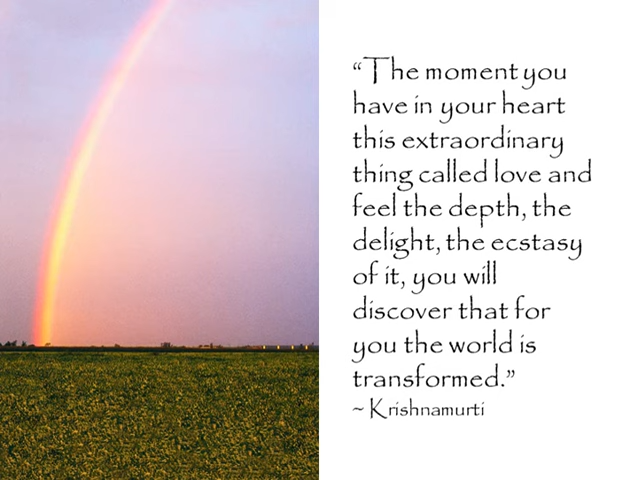 “The moment you
have in your heart
this extraordinary
thing called love and
feel the depth, the
delight, the ecstasy
of it, you will
discover that for
you the world is
transformed.”
~ Krishnamurti